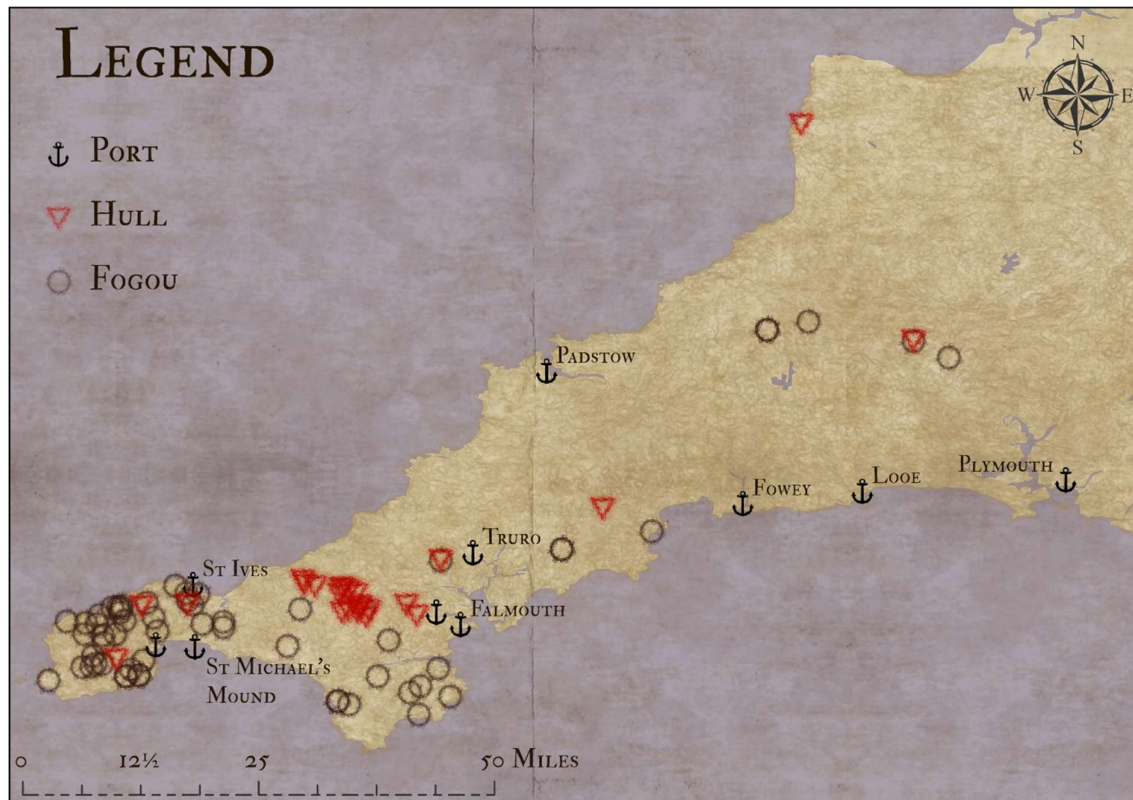 Legend
Port
Hull
Fogou
N
W E
S
Padstow
Plymouth
Looe
Fowey
Truro
St Ives
Falmouth
St Michael's
Mound
0 12½ 25 50 Miles